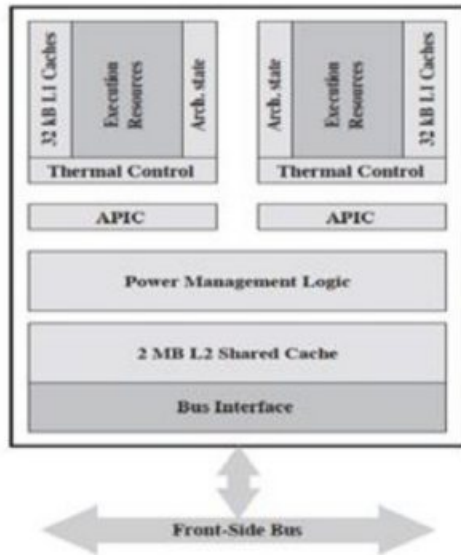 32 kB L1 Caches
Execution
Resources
Arch. state
Arch. state
Execution
Resources
32 kB L1 Caches
Thermal Control
Thermal Control
APIC
APIC
Power Management Logic
2 MB L2 Shared Cache
Bus Interface
Front-Side Bus